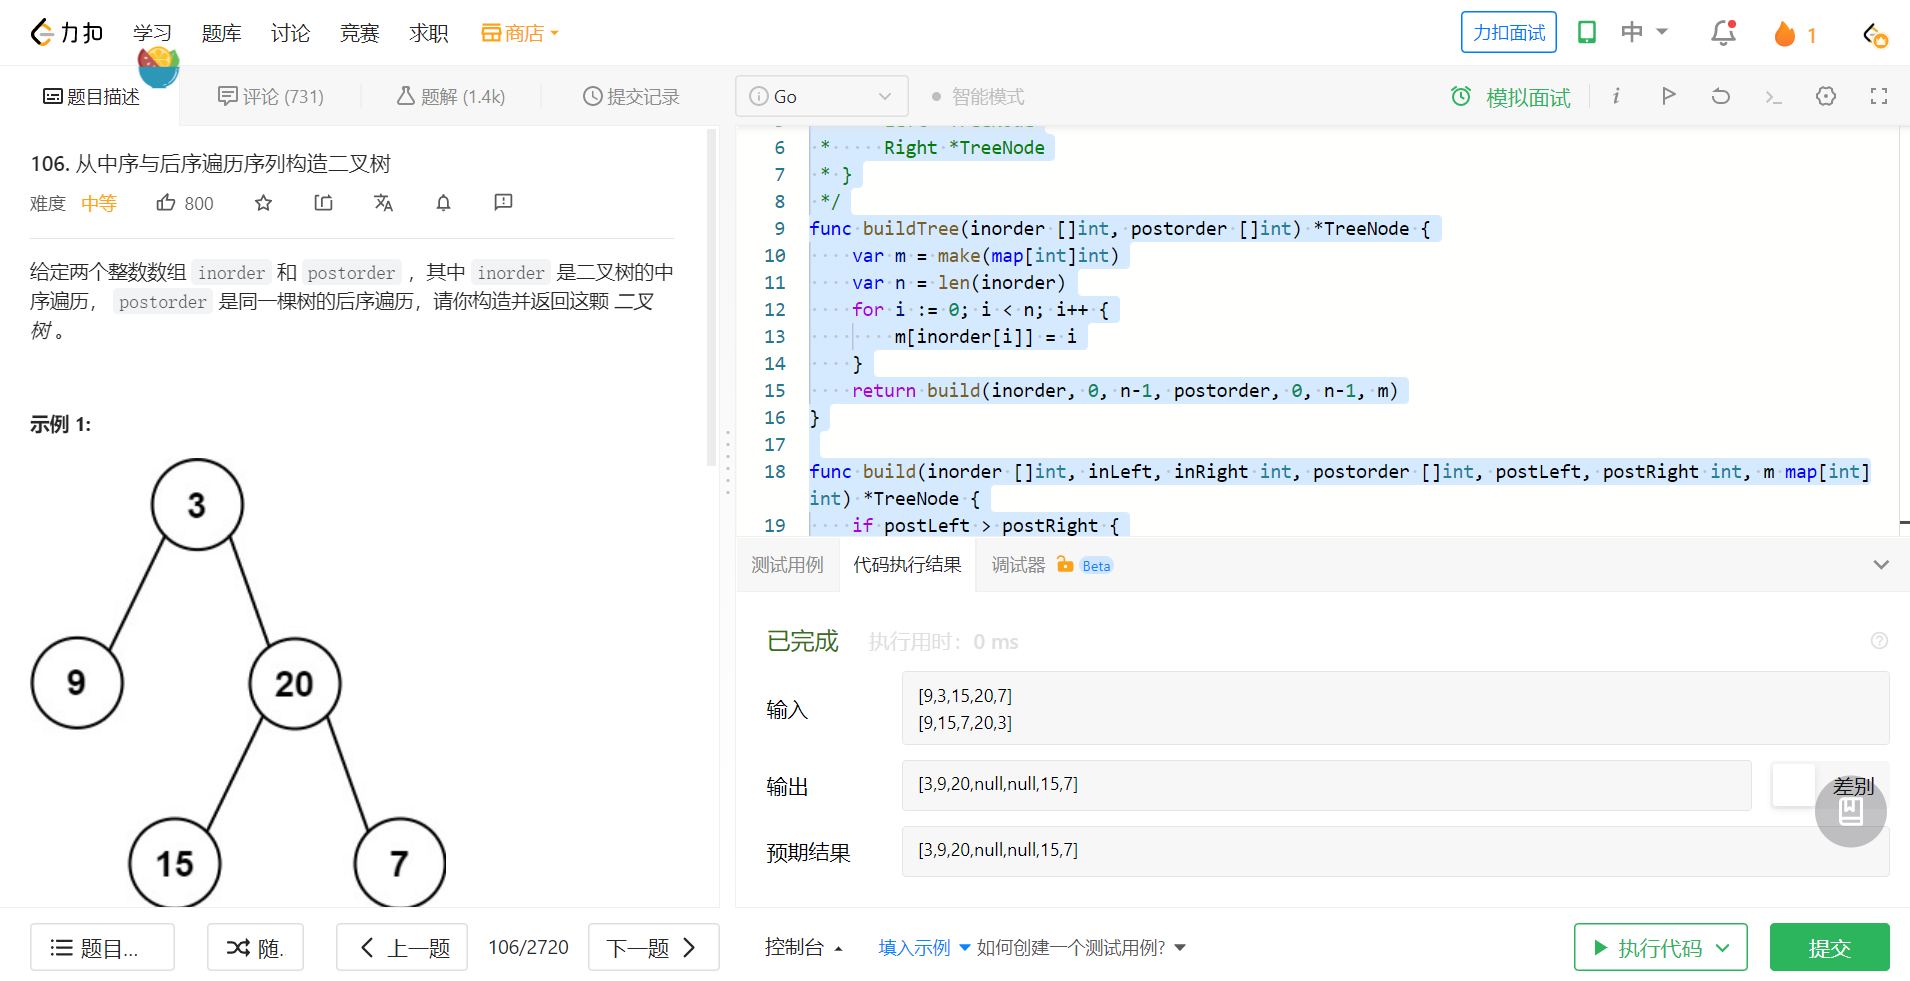 力扣
学习
题库
讨论
竞赛
求职
商店
力扣面试
中
1
题目描述
评论 (731)
题解 (1.4k)
提交记录
Go
智能模式
模拟面试
106. 从中序与后序遍历序列构造二叉树
难度 中等 800
给定两个整数数组 inorder 和 postorder ，其中 inorder 是二叉树的中
序遍历， postorder 是同一棵树的后序遍历，请你构造并返回这颗 二叉
树 。
示例 1:
3
9
20
15
7
6 * Right *TreeNode
7 * }
8 */
9 func buildTree(inorder []int, postorder []int) *TreeNode {
10 var m = make(map[int]int)
11 var n = len(inorder)
12 for i := 0; i < n; i++ {
13 m[inorder[i]] = i
14 }
15 return build(inorder, 0, n-1, postorder, 0, n-1, m)
16 }
17
18 func build(inorder []int, inLeft, inRight int, postorder []int, postLeft, postRight int, m map[int]
int) *TreeNode {
19 if postLeft > postRight {
测试用例
代码执行结果
调试器 Beta
已完成 执行用时：0 ms
输入
[9,3,15,20,7]
[9,15,7,20,3]
输出
[3,9,20,null,null,15,7]
差别
预期结果
[3,9,20,null,null,15,7]
题目...
随.
上一题
106/2720
下一题
控制台
填入示例
如何创建一个测试用例?
执行代码
提交